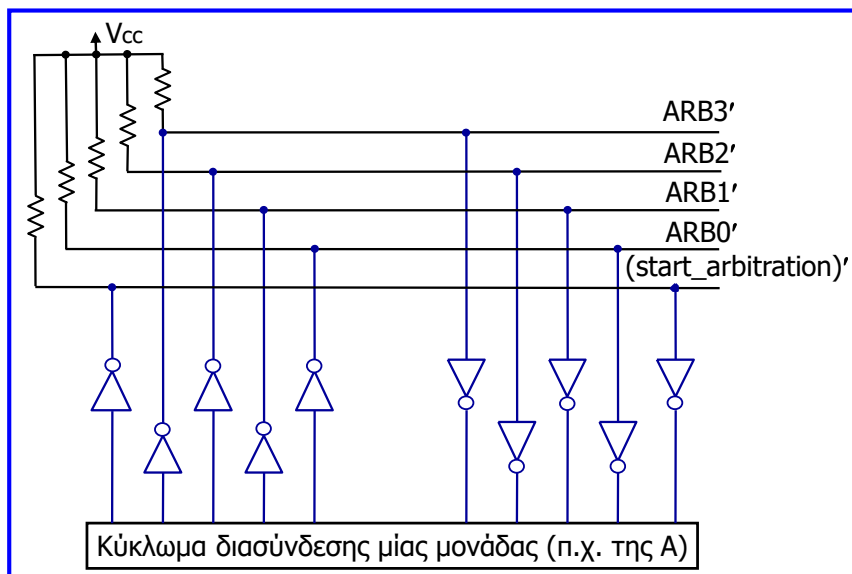 Vcc
ARB3′
ARB2′
ARB1′
ARB0′
(start_arbitration)′
Κύκλωμα διασύνδεσης μίας μονάδας (π.χ. της Α)